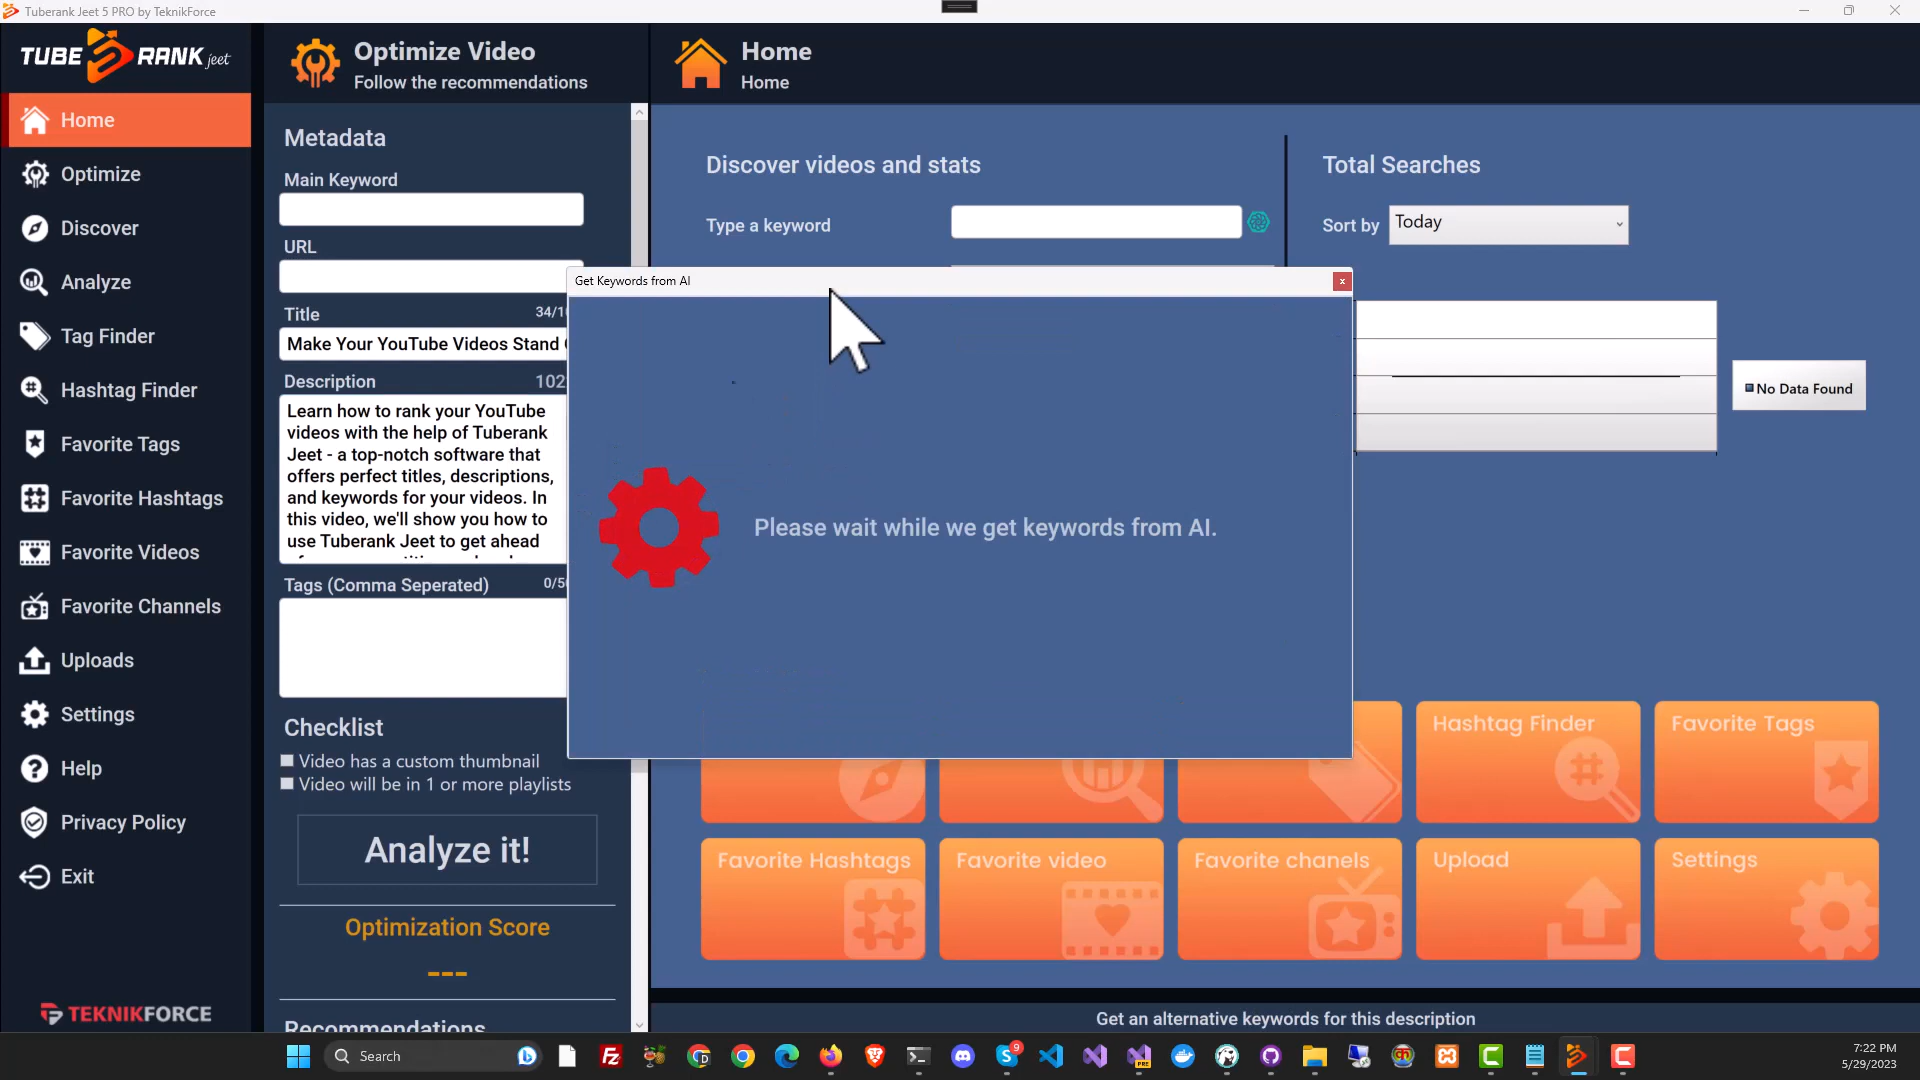 Tuberank Jeet 5 PRO by TeknikForce
TUBE RANK jeet
Home
Optimize
Discover
Analyze
Tag Finder
Hashtag Finder
Favorite Tags
Favorite Hashtags
Favorite Videos
Favorite Channels
Uploads
Settings
Help
Privacy Policy
Exit
TEKNIKFORCE
Optimize Video
Follow the recommendations
Metadata
Main Keyword
URL
Title
34/1
Make Your YouTube Videos Stand
Description
102
Learn how to rank your YouTube
videos with the help of Tuberank
Jeet - a top-notch software that
offers perfect titles, descriptions,
and keywords for your videos. In
this video, we'll show you how to
use Tuberank Jeet to get ahead
Tags (Comma Seperated)
0/50
Checklist
Video has a custom thumbnail
Video will be in 1 or more playlists
Analyze it!
Optimization Score
---
Recommendations
Home
Home
Discover videos and stats
Type a keyword
Total Searches
Sort by
Today
No Data Found
Get Keywords from AI
x
Please wait while we get keywords from AI.
Hashtag Finder
Favorite Tags
Favorite Hashtags
Favorite video
Favorite chanels
Upload
Settings
Get an alternative keywords for this description
Search
9
7:22 PM
5/29/2023